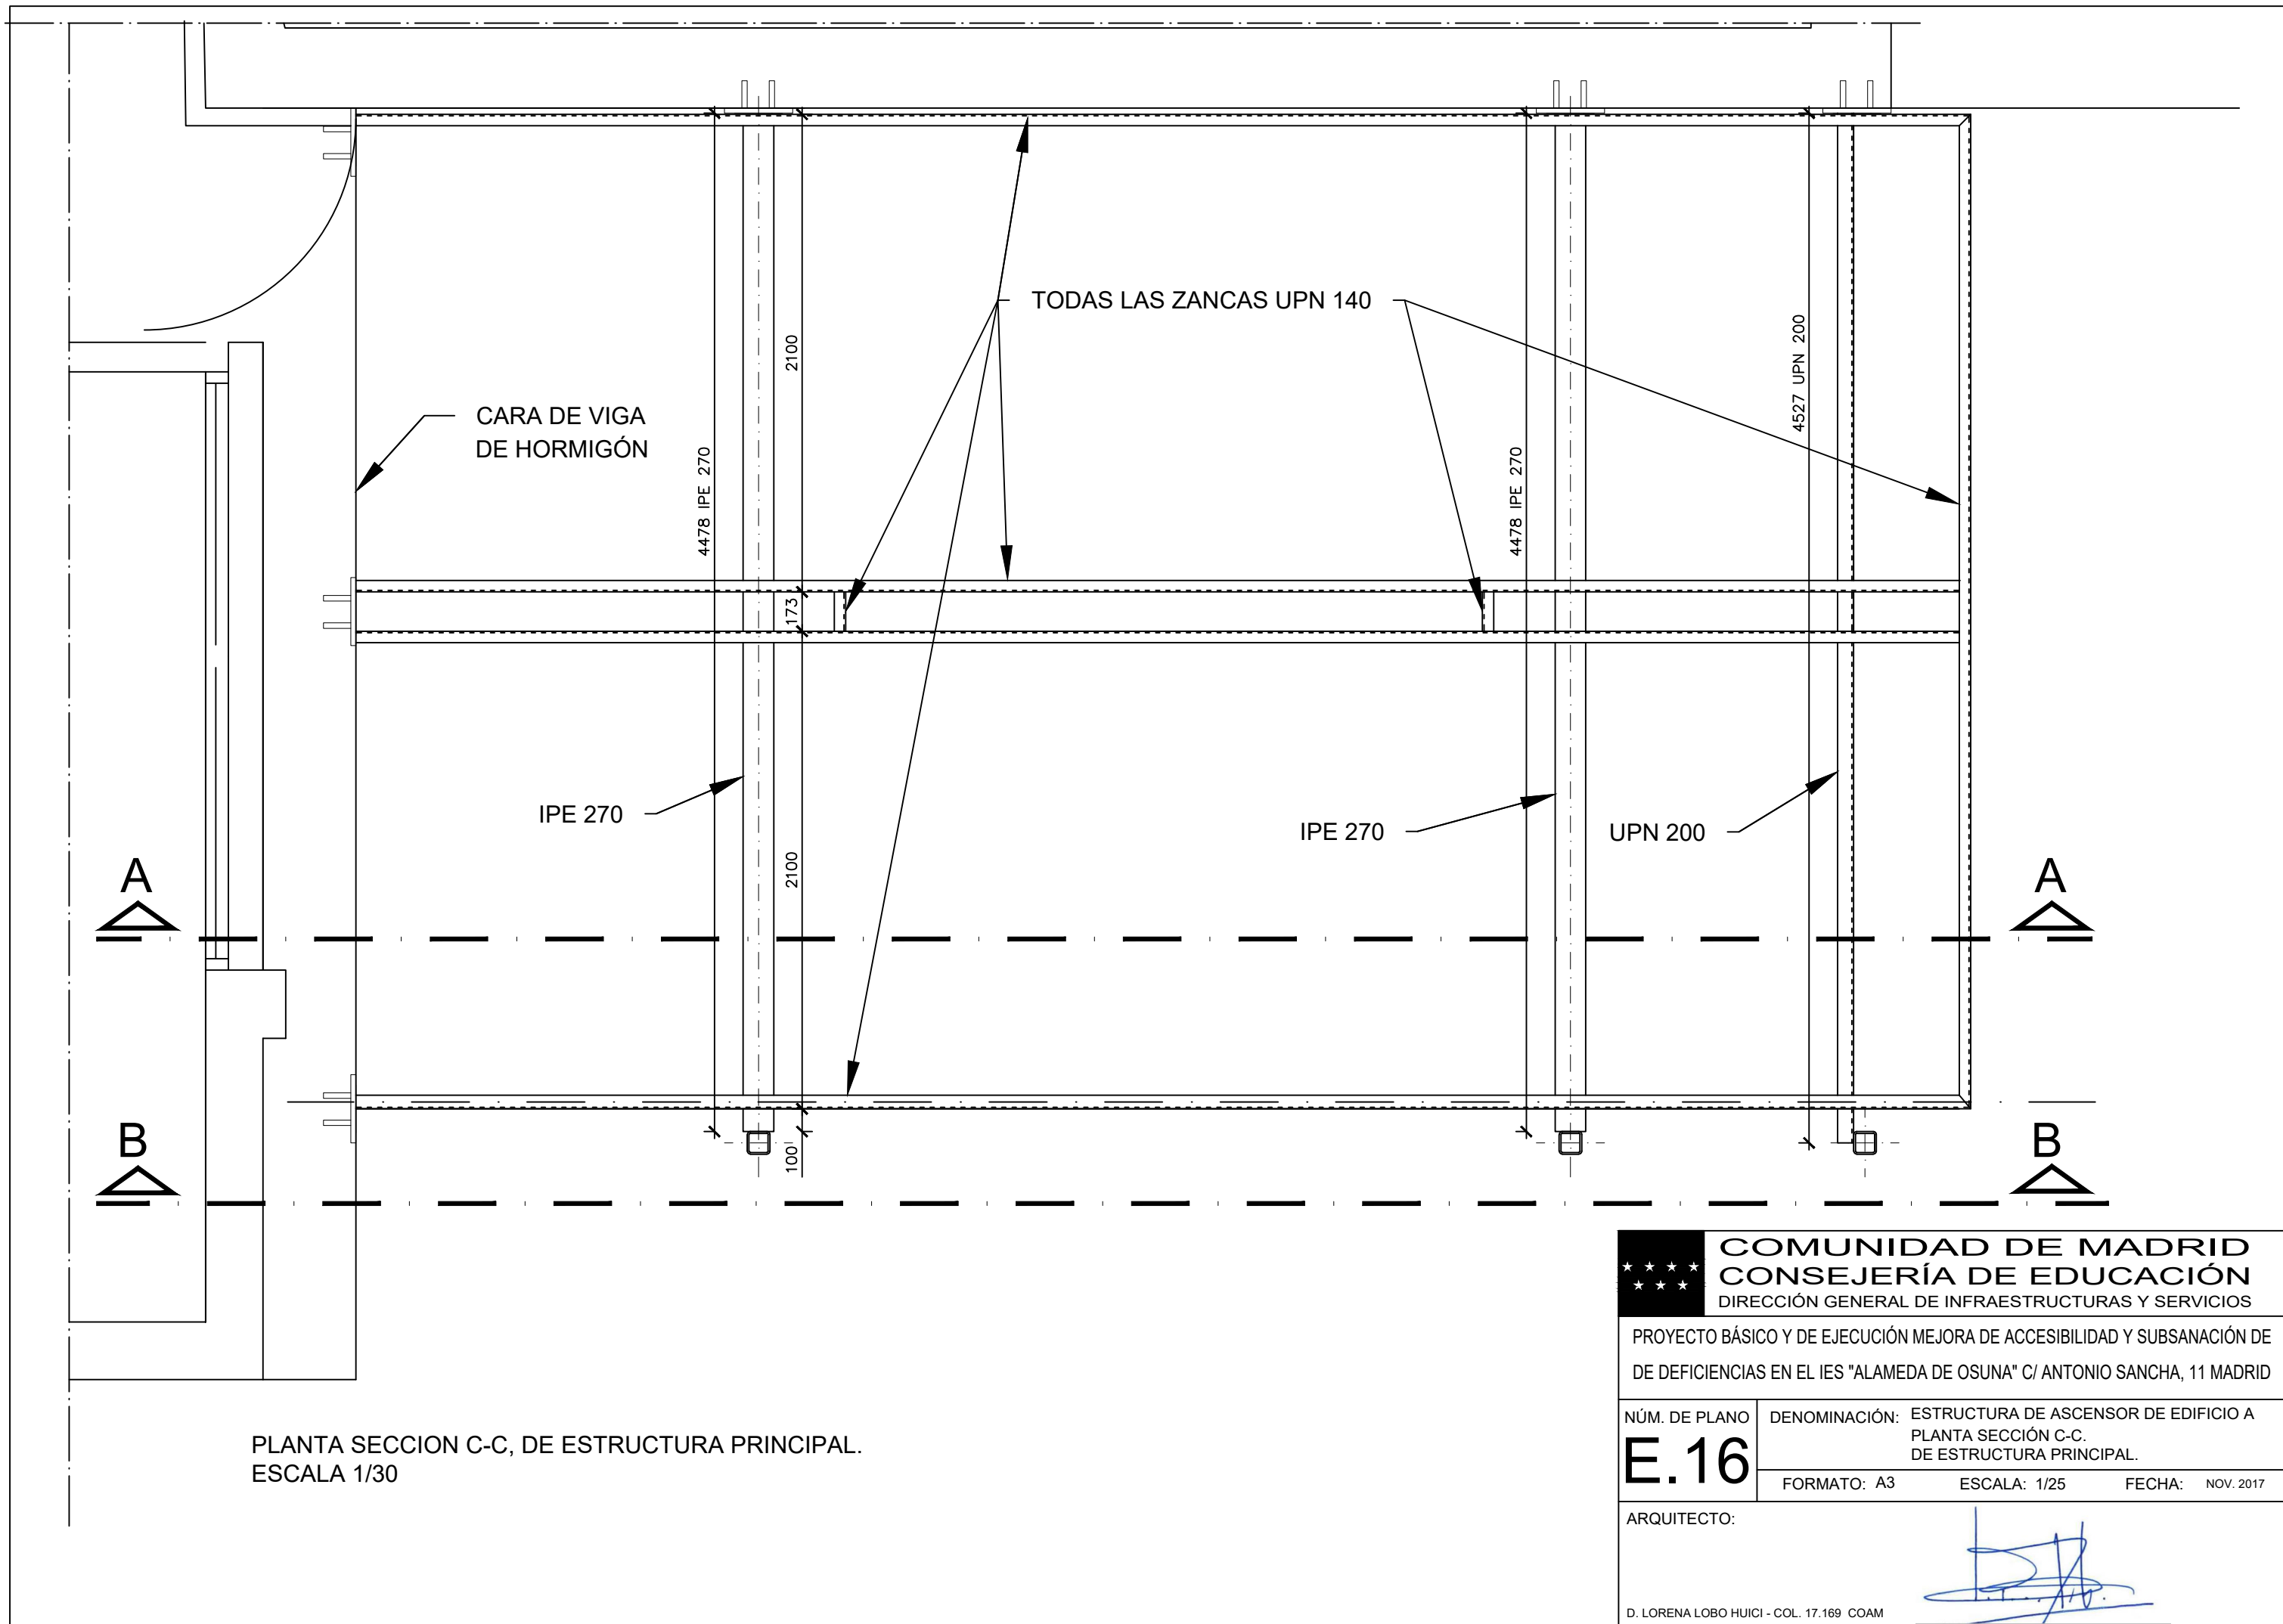 TODAS LAS ZANCAS UPN 140
2100
4527 UPN 200
CARA DE VIGA
DE HORMIGÓN
4478 IPE 270
4478 IPE 270
173
IPE 270
IPE 270
UPN 200
2100
A
A
B
B
100
COMUNIDAD DE MADRID
CONSEJERÍA DE EDUCACIÓN
DIRECCIÓN GENERAL DE INFRAESTRUCTURAS Y SERVICIOS
PROYECTO BÁSICO Y DE EJECUCIÓN MEJORA DE ACCESIBILIDAD Y SUBSANACIÓN DE
DE DEFICIENCIAS EN EL IES "ALAMEDA DE OSUNA" C/ ANTONIO SANCHA, 11 MADRID
NÚM. DE PLANO
E.16
DENOMINACIÓN: ESTRUCTURA DE ASCENSOR DE EDIFICIO A
PLANTA SECCIÓN C-C.
DE ESTRUCTURA PRINCIPAL.
FORMATO: A3 ESCALA: 1/25 FECHA: NOV. 2017
ARQUITECTO:
D. LORENA LOBO HUICI - COL. 17.169 COAM
PLANTA SECCION C-C, DE ESTRUCTURA PRINCIPAL.
ESCALA 1/30